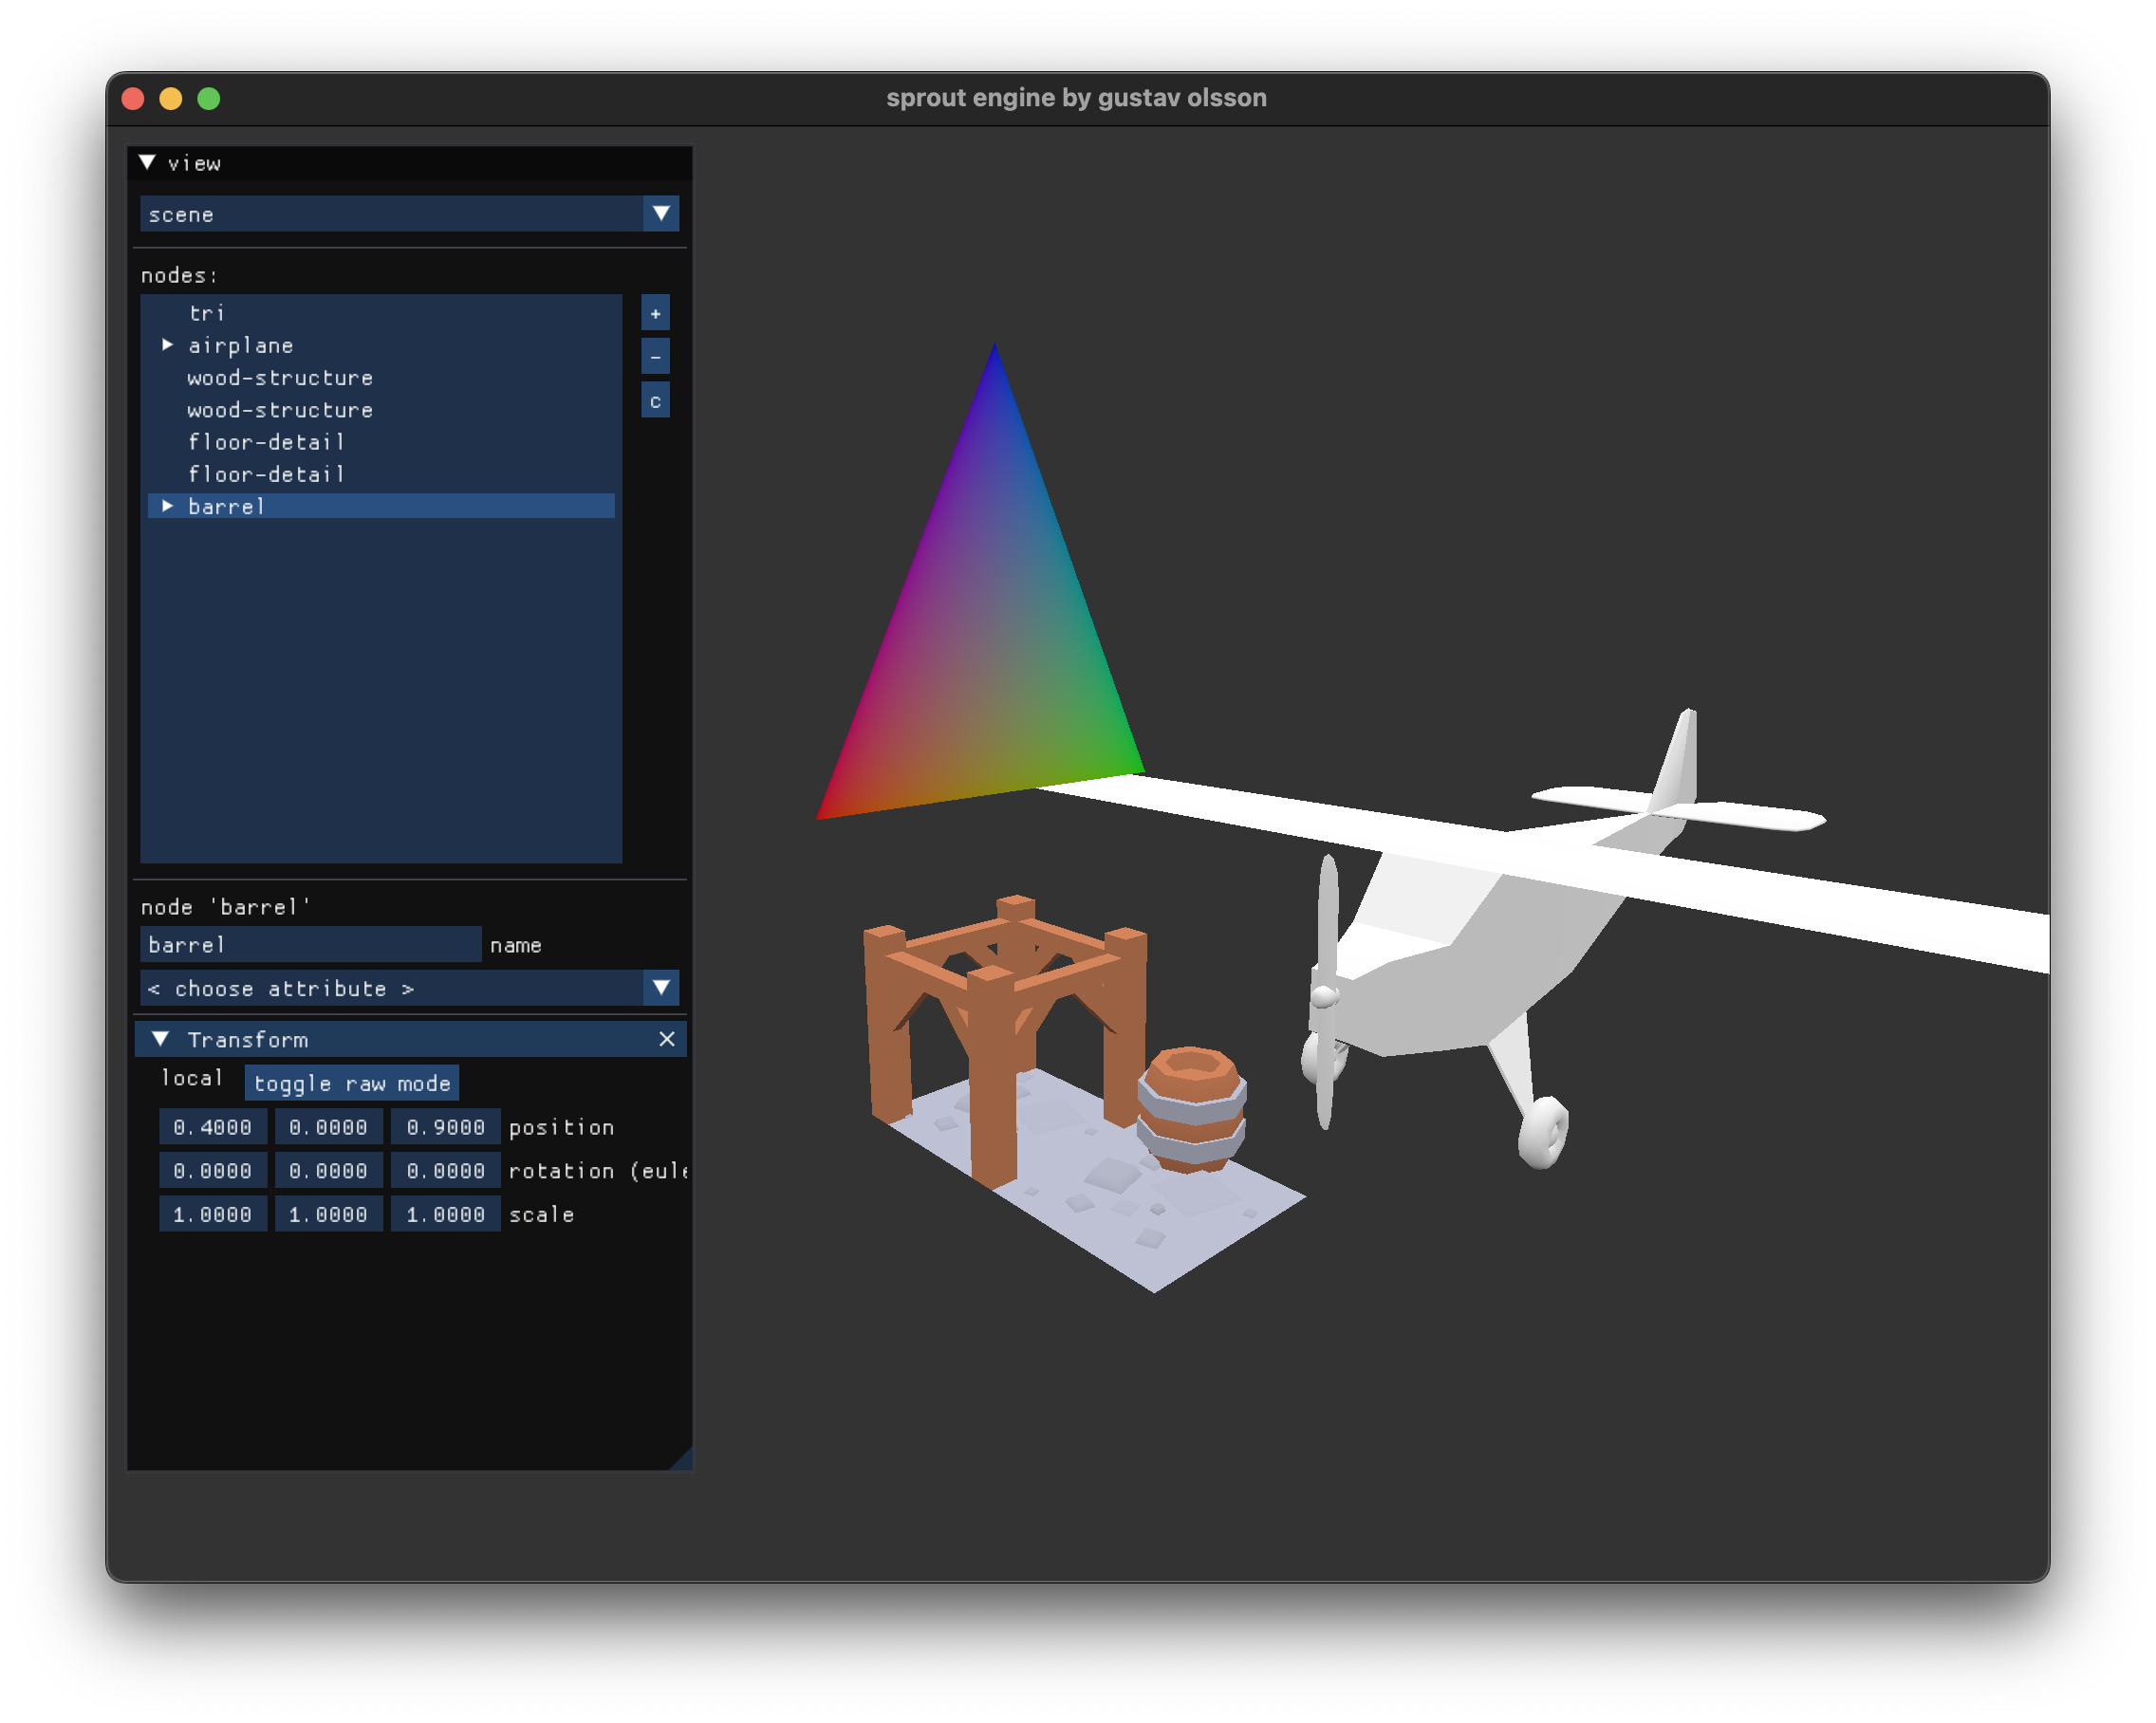 sprout engine by gustav olsson
view
scene
nodes:
+
tri
airplane
-
wood-structure
c
wood-structure
floor-detail
floor-detail
barrel
node 'barrel'
barrel name
< choose attribute >
Transform
local toggle raw mode
0.4000 0.0000 0.9000 position
0.0000 0.0000 0.0000 rotation (eule
1.0000 1.0000 1.0000 scale